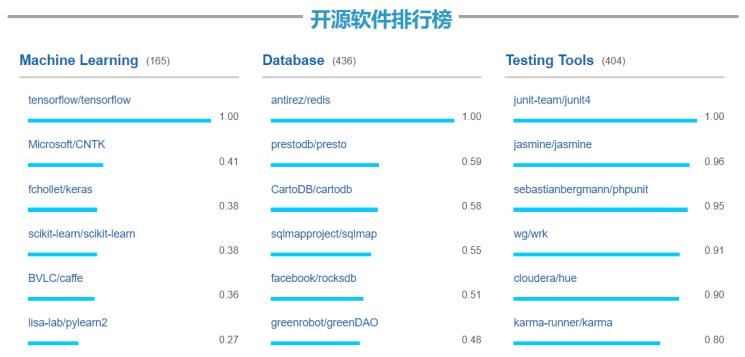 开源软件排行榜
Machine Learning (165)
tensorflow/tensorflow
1.00
Microsoft/CNTK
0.41
fchollet/keras
0.38
scikit-learn/scikit-learn
0.38
BVLC/caffe
0.36
lisa-lab/pylearn2
0.27
Database (436)
antirez/redis
1.00
prestodb/presto
0.59
CartoDB/cartodb
0.58
sqlmapproject/sqlmap
0.55
facebook/rocksdb
0.51
greenrobot/greenDAO
0.48
Testing Tools (404)
junit-team/junit4
1.00
jasmine/jasmine
0.96
sebastianbergmann/phpunit
0.95
wg/wrk
0.91
cloudera/hue
0.90
karma-runner/karma
0.80